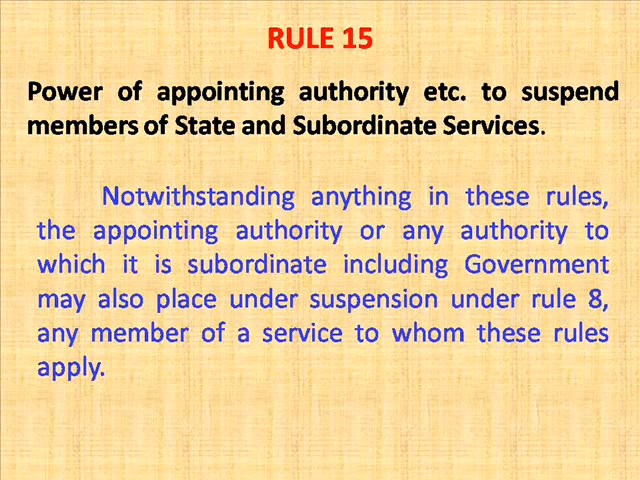 RULE 15
Power of appointing authority etc. to suspend
members of State and Subordinate Services.
Notwithstanding anything in these rules,
the appointing authority or any authority to
which it is subordinate including Government
may also place under suspension under rule 8,
any member of a service to whom these rules
apply.